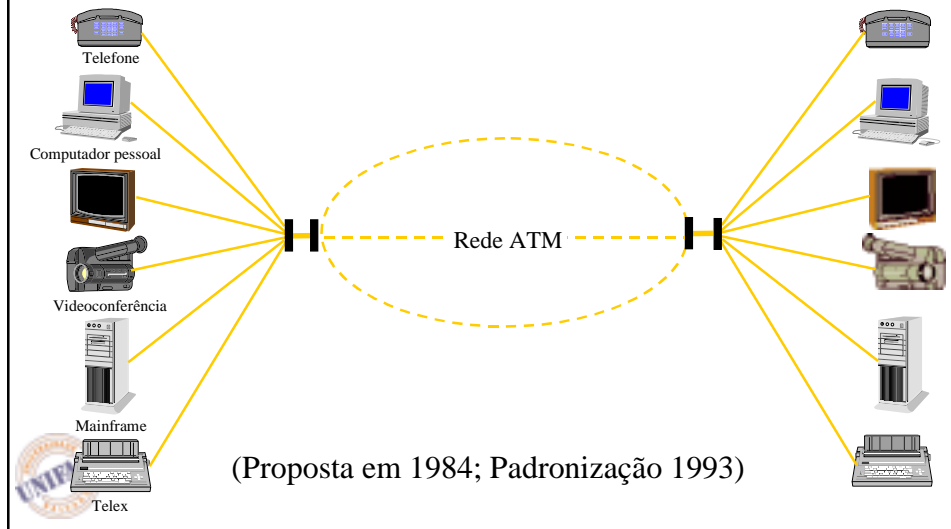 Telefone
Computador pessoal
Rede ATM
Videoconferência
Mainframe
(Proposta em 1984; Padronização 1993)
Telex